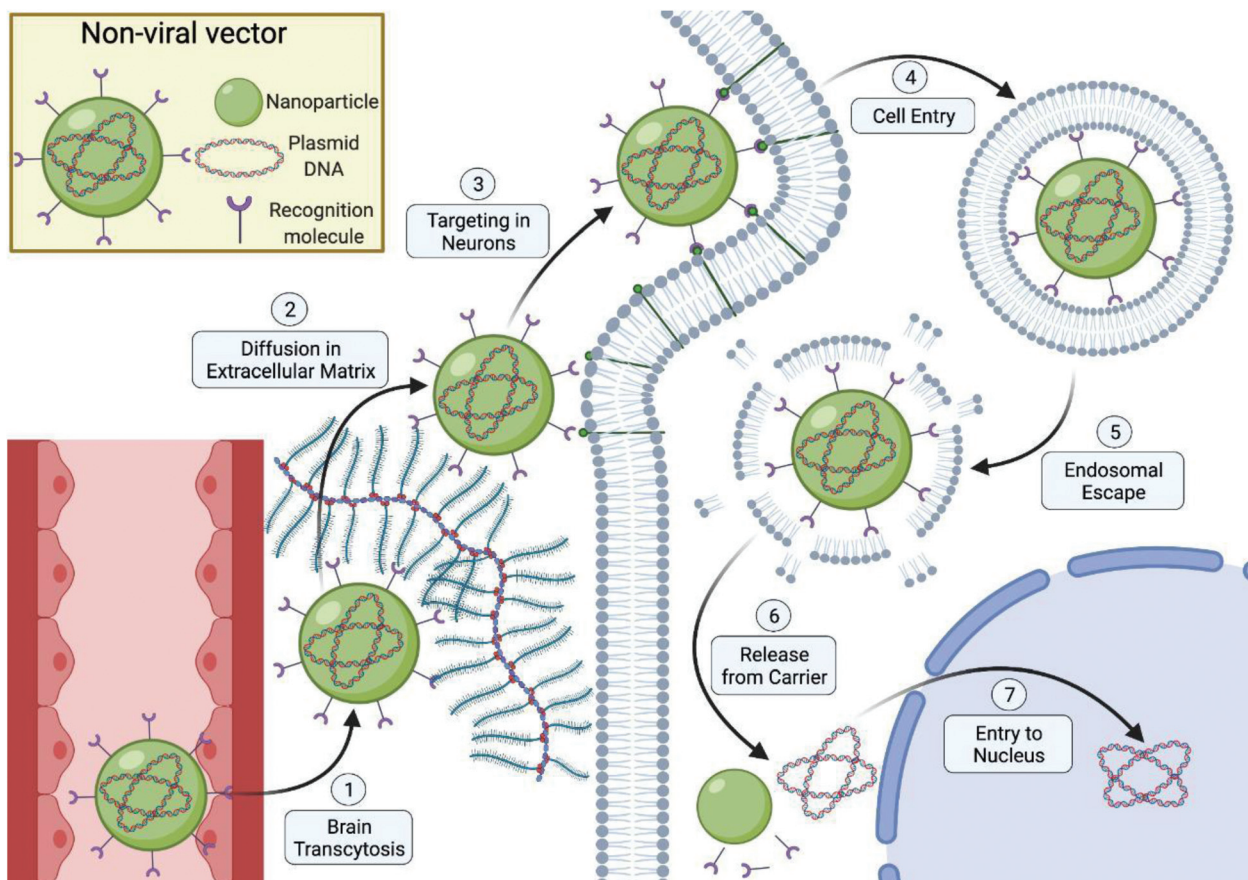 Non-viral vector
Nanoparticle
Plasmid
DNA
Recognition
molecule
1
Brain
Transcytosis
2
Diffusion in
Extracellular Matrix
3
Targeting in
Neurons
4
Cell Entry
5
Endosomal
Escape
6
Release
from Carrier
7
Entry to
Nucleus